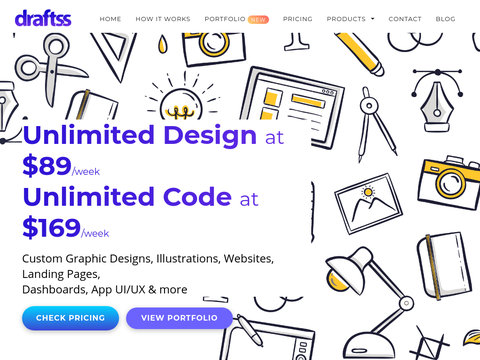 draftss
HOME HOW IT WORKS PORTFOLIO NEW PRICING PRODUCTS CONTACT BLOG
Unlimited Design at
$89/week
Unlimited Code at
$169/week
Custom Graphic Designs, Illustrations, Websites,
Landing Pages,
Dashboards, App UI/UX & more
CHECK PRICING VIEW PORTFOLIO